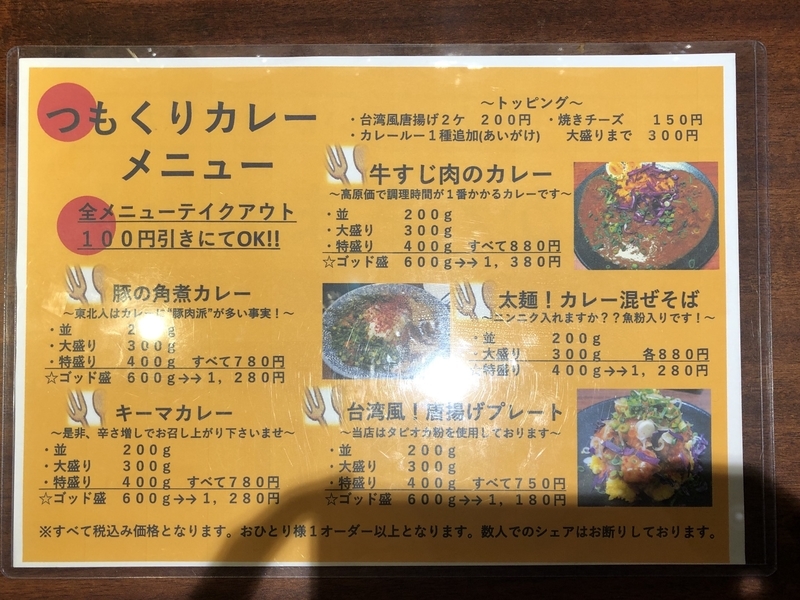 つもくりカレー
メニュー
全メニューテイクアウト
１００円引きにてOK!!
～トッピング～
・台湾風唐揚げ２ケ　２００円　・焼きチーズ　１５０円
・カレールー１種追加(あいがけ)　大盛りまで　３００円
牛すじ肉のカレー
～高原価で調理時間が１番かかるカレーです～
・並　２００ｇ
・大盛り　３００ｇ
・特盛り　４００ｇ　すべて８８０円
☆ゴッド盛　６００ｇ→→１，３８０円
豚の角煮カレー
～東北人はカレーは“豚肉派”が多い事実！～
・並　２００ｇ
・大盛り　３００ｇ
・特盛り　４００ｇ　すべて７８０円
☆ゴッド盛　６００ｇ→→１，２８０円
太麺！カレー混ぜそば
～ニンニク入れますか？？魚粉入りです！～
・並　２００ｇ
・大盛り　３００ｇ　各８８０円
☆特盛り　４００ｇ→→１，２８０円
キーマカレー
～是非、辛さ増しでお召し上がり下さいませ～
・並　２００ｇ
・大盛り　３００ｇ
・特盛り　４００ｇ　すべて７８０円
☆ゴッド盛　６００ｇ→→１，２８０円
台湾風！唐揚げプレート
～当店はタピオカ粉を使用しております～
・並　２００ｇ
・大盛り　３００ｇ
・特盛り　４００ｇ　すべて７５０円
☆ゴッド盛　６００ｇ→→１，１８０円
※すべて税込み価格となります。おひとり様１オーダー以上となります。数人でのシェアはお断りしております。